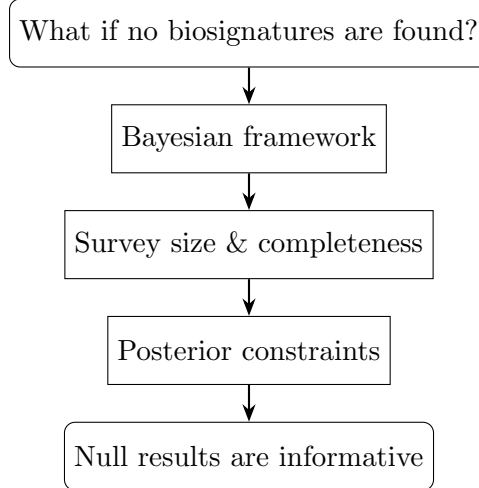 What if no biosignatures are found?
Bayesian framework
Survey size & completeness
Posterior constraints
Null results are informative